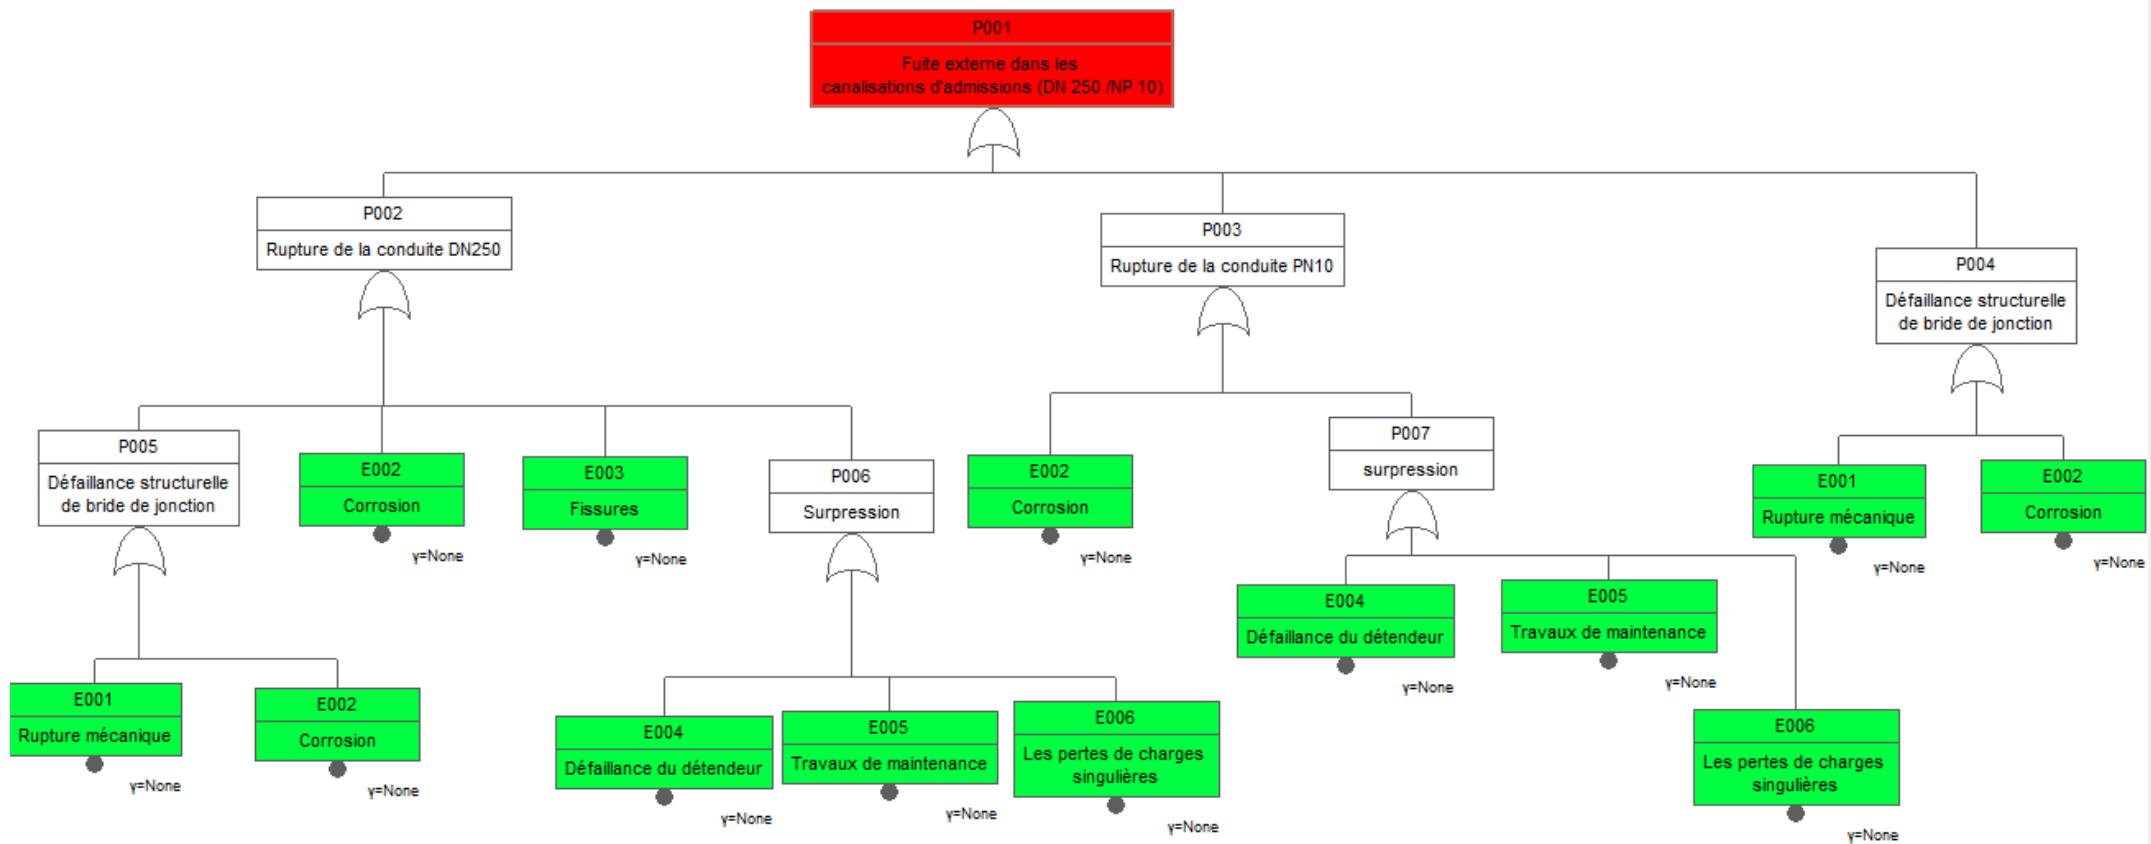 P001
Fuite externe dans les
canalisations d'admissions (DN 250 /NP 10)
P002
Rupture de la conduite DN250
P003
Rupture de la conduite PN10
P004
Défaillance structurelle
de bride de jonction
P005
Défaillance structurelle
de bride de jonction
E002
Corrosion
γ=None
E003
Fissures
γ=None
P006
Surpression
E002
Corrosion
γ=None
P007
surpression
E001
Rupture mécanique
γ=None
E002
Corrosion
γ=None
E004
Défaillance du détendeur
γ=None
E005
Travaux de maintenance
γ=None
E006
Les pertes de charges
singulières
γ=None
E001
Rupture mécanique
γ=None
E002
Corrosion
γ=None
E004
Défaillance du détendeur
γ=None
E005
Travaux de maintenance
γ=None
E006
Les pertes de charges
singulières
γ=None